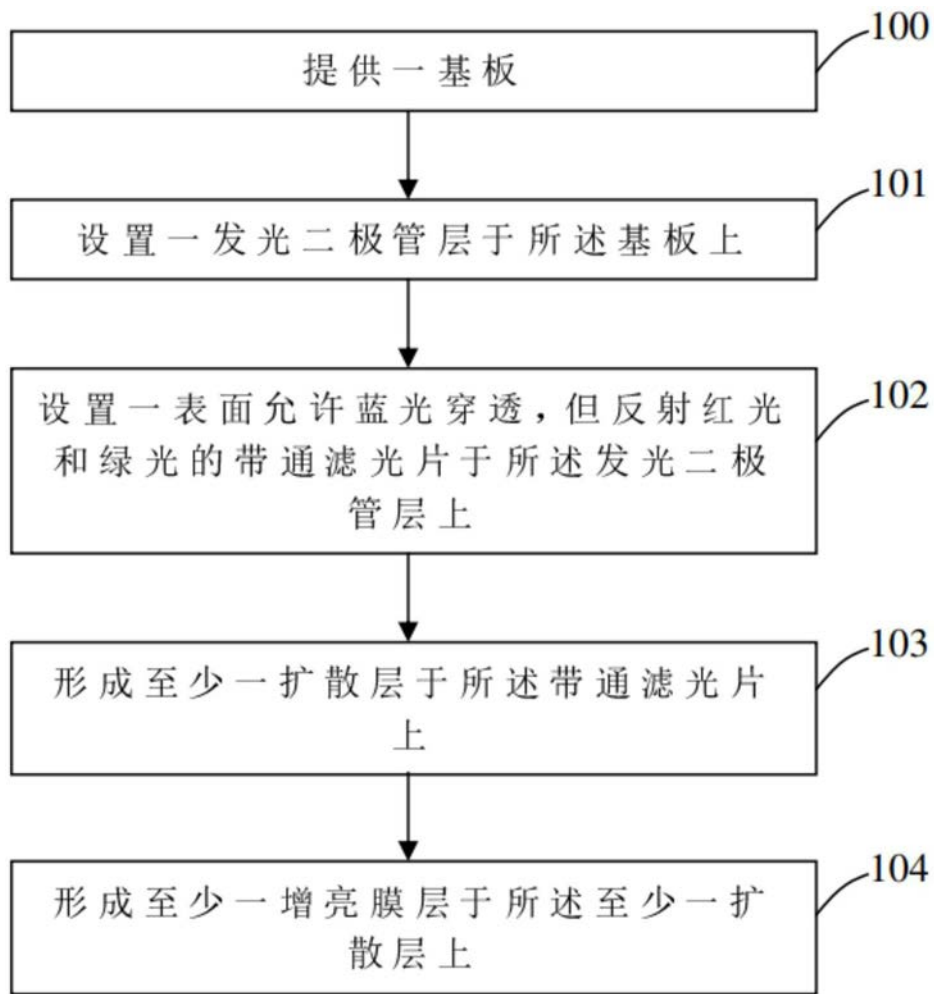 100
提供一基板
101
设置一发光二极管层于所述基板上
102
设置一表面允许蓝光穿透，但反射红光
和绿光的带通滤光片于所述发光二极
管层上
103
形成至少一扩散层于所述带通滤光片
上
104
形成至少一增亮膜层于所述至少一扩
散层上